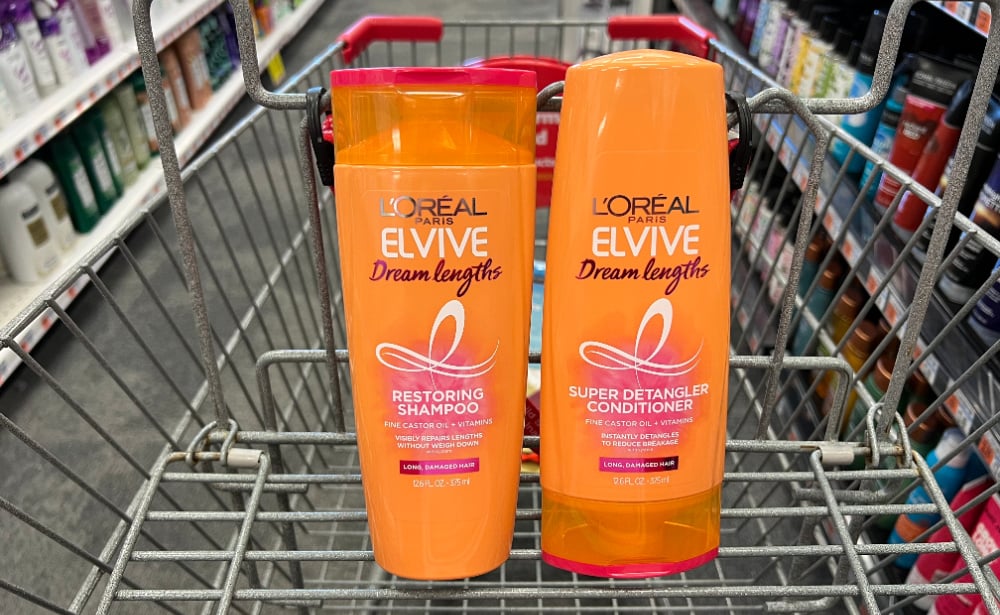 L'ORÉAL
PARIS
ELVIVE
Dream lengths
RESTORING
SHAMPOO
FINE CASTOR OIL + VITAMINS
VISIBLY REPAIRS LENGTHS
WITHOUT WEIGH DOWN
LONG, DAMAGED HAIR
12.6 FL. OZ • 375 ml
L'ORÉAL
PARIS
ELVIVE
Dream lengths
SUPER DETANGLER
CONDITIONER
FINE CASTOR OIL + VITAMINS
INSTANTLY DETANGLES
TO REDUCE BREAKAGE
LONG, DAMAGED HAIR
12.6 FL. OZ • 375 ml